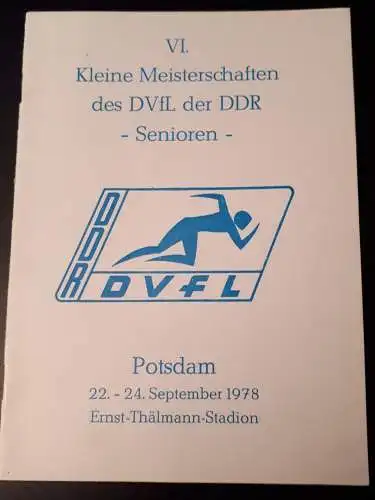 VI.
Kleine Meisterschaften
des DVfL der DDR
- Senioren -
DDR
DVfL
Potsdam
22. - 24. September 1978
Ernst-Thälmann-Stadion